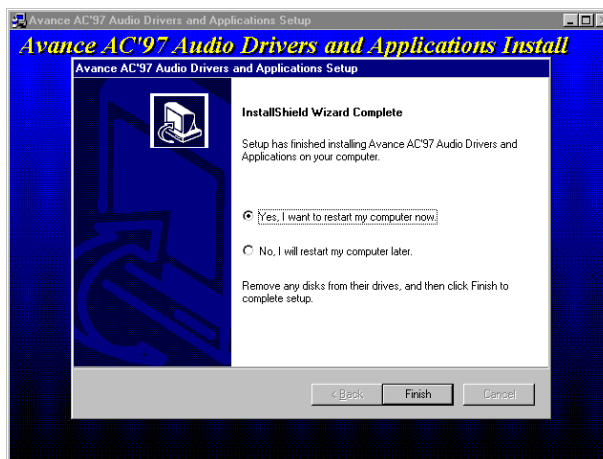 Avance AC'97 Audio Drivers and Applications Setup
Avance AC'97 Audio Drivers and Applications Install
Avance AC'97 Audio Drivers and Applications Setup
InstallShield Wizard Complete
Setup has finished installing Avance AC'97 Audio Drivers and
Applications on your computer.
Yes, I want to restart my computer now.
No, I will restart my computer later.
Remove any disks from their drives, and then click Finish to
complete setup.
< Back Finish Cancel